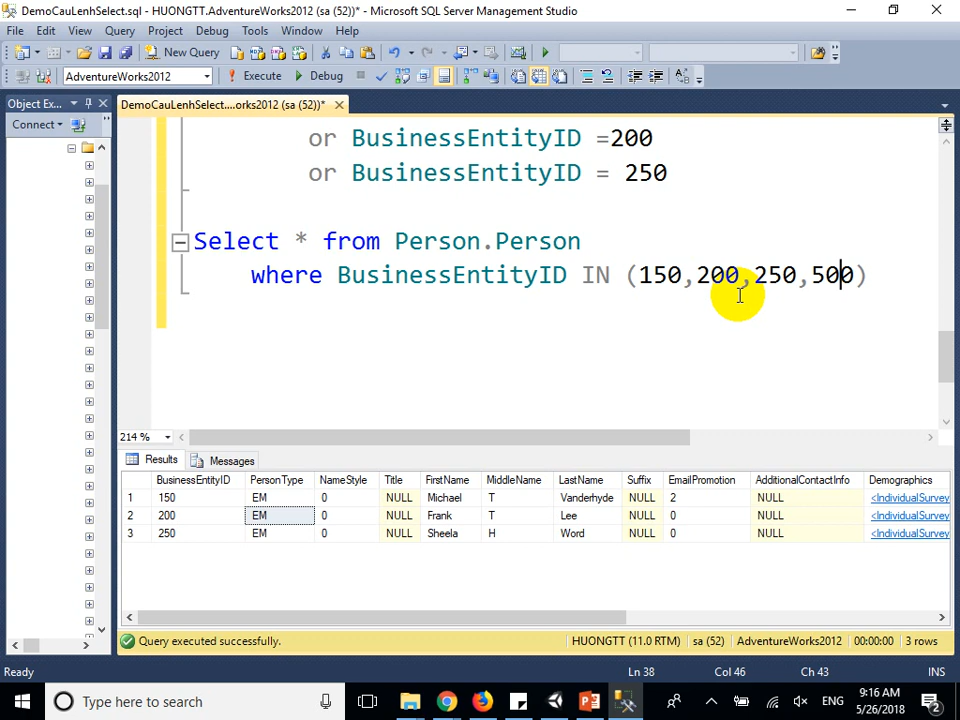 DemoCauLenhSelect.sql - HUONGTT.AdventureWorks2012 (sa (52))* - Microsoft SQL Server Management Studio
File Edit View Query Project Debug Tools Window Help
New Query
AdventureWorks2012 Execute Debug
Object Ex... DemoCauLenhSelect....orks2012 (sa (52))*
Connect
or BusinessEntityID =200
or BusinessEntityID = 250
Select * from Person.Person
where BusinessEntityID IN (150,200,250,500)
214 %
Results Messages
BusinessEntityID PersonType NameStyle Title FirstName MiddleName LastName Suffix EmailPromotion AdditionalContactInfo Demographics
1 150 EM 0 NULL Michael T Vanderhyde NULL 2 NULL <IndividualSurvey
2 200 EM 0 NULL Frank T Lee NULL 0 NULL <IndividualSurvey
3 250 EM 0 NULL Sheela H Word NULL 0 NULL <IndividualSurvey
Query executed successfully. HUONGTT (11.0 RTM) sa (52) AdventureWorks2012 00:00:00 3 rows
Ready Ln 38 Col 46 Ch 43 INS
Type here to search ENG 9:16 AM
5/26/2018 2